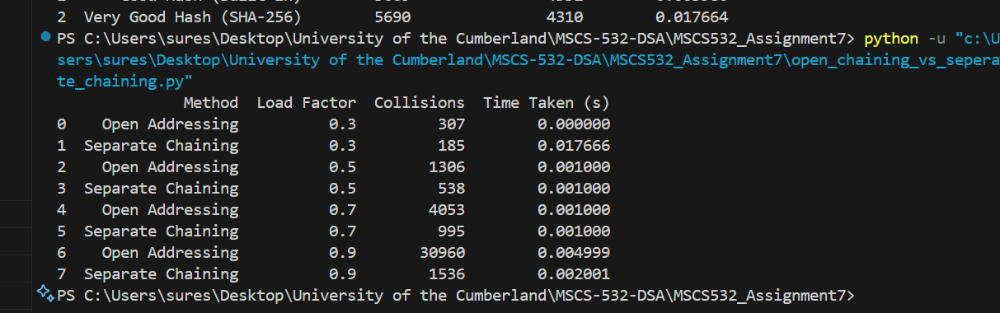 2 Very Good Hash (SHA-256) 5690 4310 0.017664
PS C:\Users\sures\Desktop\University of the Cumberland\MSCS-532-DSA\MSCS532_Assignment7> python -u "c:\U
sers\sures\Desktop\University of the Cumberland\MSCS-532-DSA\MSCS532_Assignment7\open_chaining_vs_sepera
te_chaining.py"
Method Load Factor Collisions Time Taken (s)
0 Open Addressing 0.3 307 0.000000
1 Separate Chaining 0.3 185 0.017666
2 Open Addressing 0.5 1306 0.001000
3 Separate Chaining 0.5 538 0.001000
4 Open Addressing 0.7 4053 0.001000
5 Separate Chaining 0.7 995 0.001000
6 Open Addressing 0.9 30960 0.004999
7 Separate Chaining 0.9 1536 0.002001
PS C:\Users\sures\Desktop\University of the Cumberland\MSCS-532-DSA\MSCS532_Assignment7>